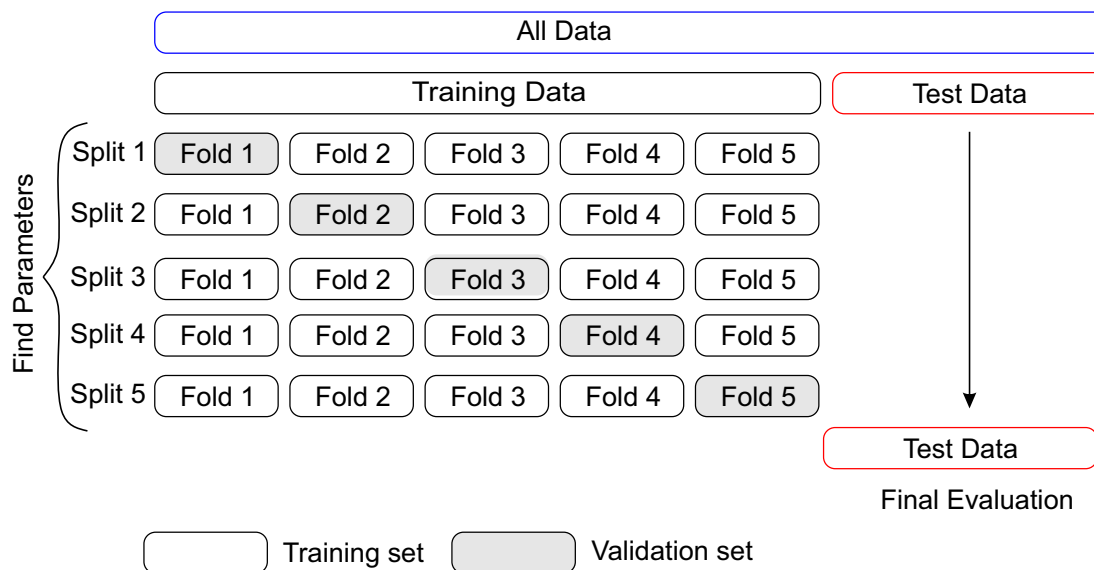 All Data
Training Data Test Data
Split 1 Fold 1 Fold 2 Fold 3 Fold 4 Fold 5
Split 2 Fold 1 Fold 2 Fold 3 Fold 4 Fold 5
Split 3 Fold 1 Fold 2 Fold 3 Fold 4 Fold 5
Split 4 Fold 1 Fold 2 Fold 3 Fold 4 Fold 5
Split 5 Fold 1 Fold 2 Fold 3 Fold 4 Fold 5
Find Parameters
Test Data
Final Evaluation
Training set Validation set